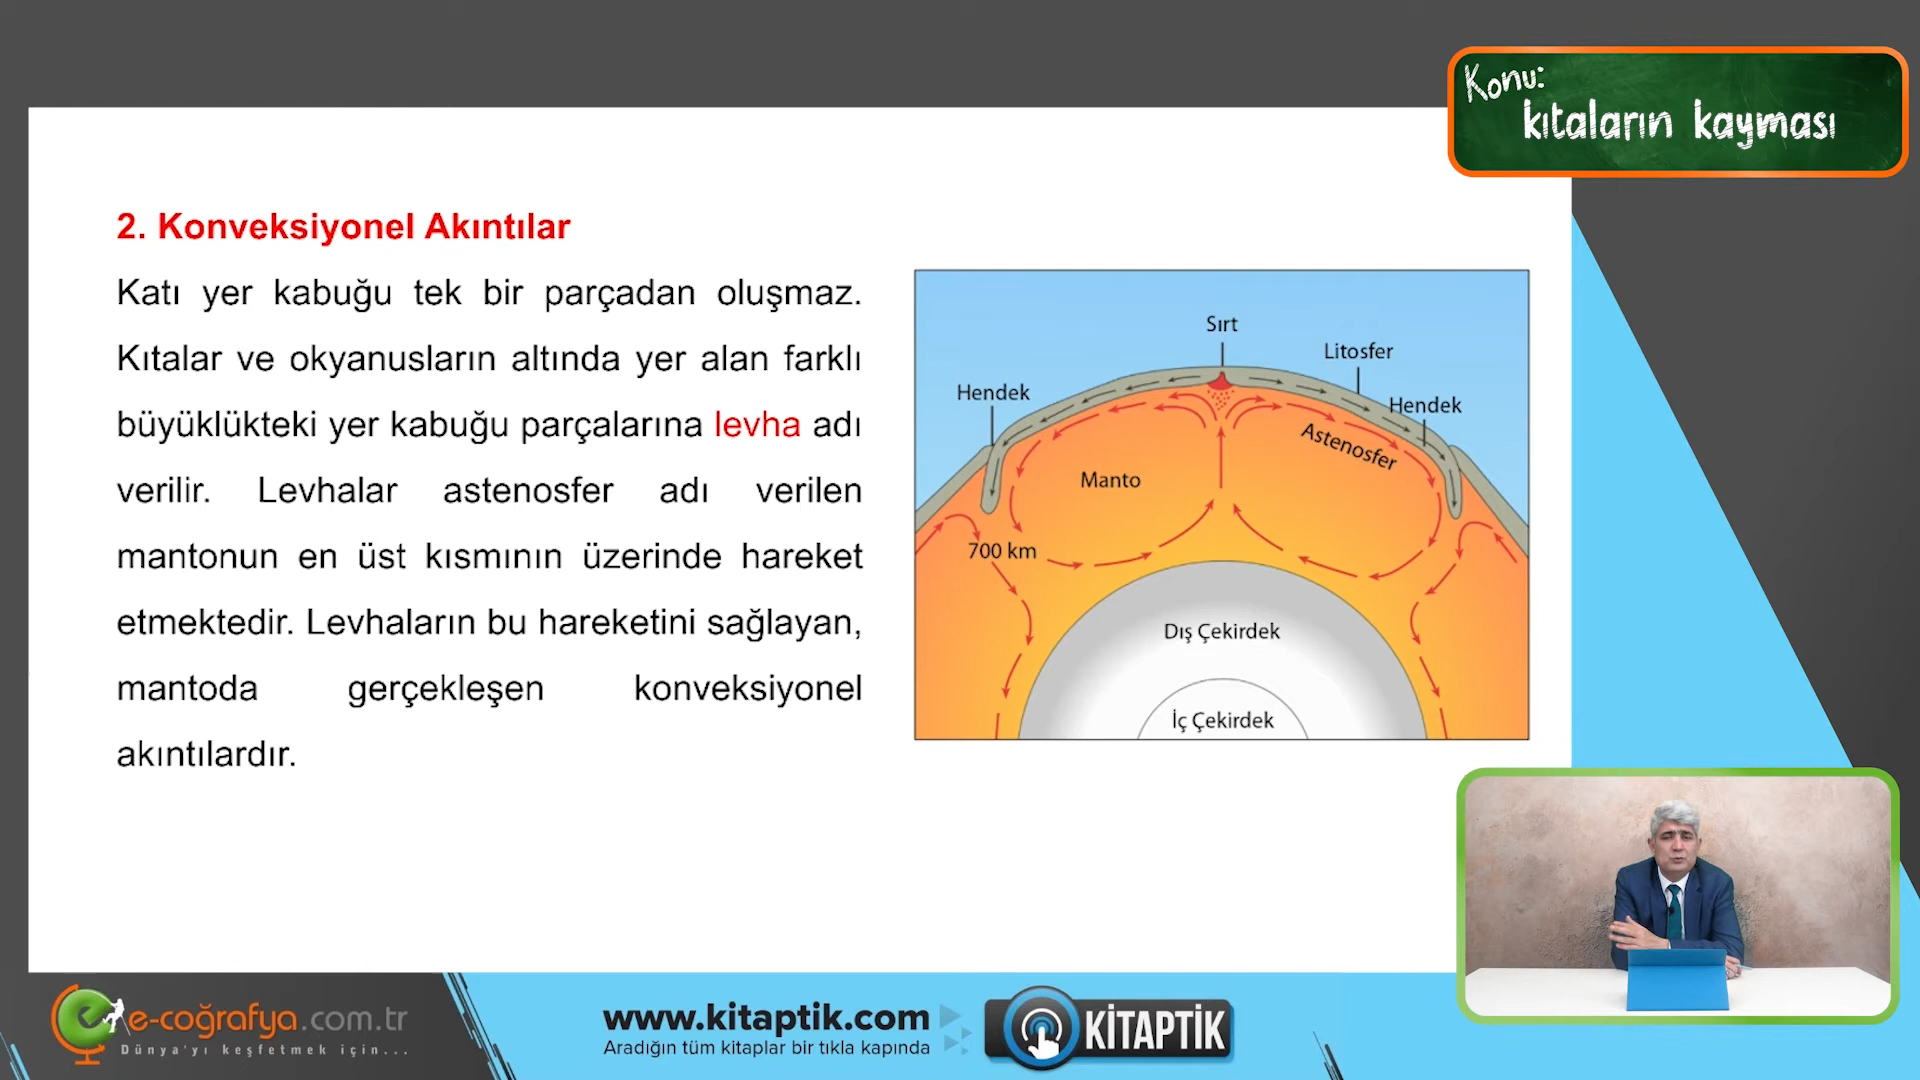 Konu:
kıtaların kayması
2. Konveksiyonel Akıntılar
Katı yer kabuğu tek bir parçadan oluşmaz.
Kıtalar ve okyanusların altında yer alan farklı
büyüklükteki yer kabuğu parçalarına levha adı
verilir. Levhalar astenosfer adı verilen
mantonun en üst kısmının üzerinde hareket
etmektedir. Levhaların bu hareketini sağlayan,
mantoda gerçekleşen konveksiyonel
akıntılardır.
Sırt
Litosfer
Hendek
Hendek
Astenosfer
Manto
700 km
Dış Çekirdek
İç Çekirdek
e-coğrafya.com.tr
Dünya'yı keşfetmek için...
www.kitaptik.com
Aradığın tüm kitaplar bir tıkla kapında
KİTAPTİK